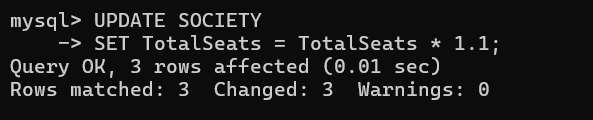 mysql> UPDATE SOCIETY
    -> SET TotalSeats = TotalSeats * 1.1;
Query OK, 3 rows affected (0.01 sec)
Rows matched: 3  Changed: 3  Warnings: 0